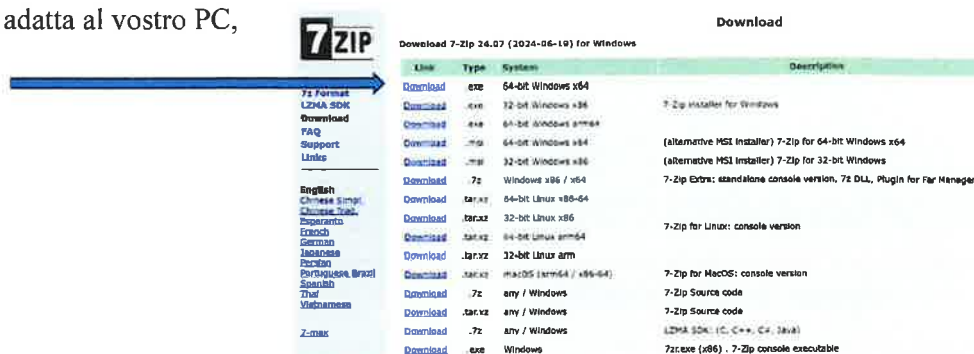 adatta al vostro PC,
7 ZIP
Download
Download 7-Zip 24.07 (2024-06-19) for Windows
Link Type System Description
Download .exe 64-bit Windows x64
Download .exe 32-bit Windows x86 7-Zip installer for Windows
Download .exe 64-bit Windows arm64
Download .msi 64-bit Windows x64 (alternative MSI installer) 7-Zip for 64-bit Windows x64
Download .msi 32-bit Windows x86 (alternative MSI installer) 7-Zip for 32-bit Windows
Download .7z Windows x86 / x64 7-Zip Extra: standalone console version, 7z DLL, Plugin for Far Manager
Download .tar.xz 64-bit Linux x86-64
Download .tar.xz 32-bit Linux x86 7-Zip for Linux: console version
Download .tar.xz 64-bit Linux arm64
Download .tar.xz 32-bit Linux arm
Download .tar.xz macOS (arm64 / x86-64) 7-Zip for MacOS: console version
Download .7z any / Windows 7-Zip Source code
Download .tar.xz any / Windows 7-Zip Source code
Download .7z any / Windows LZMA SDK: (C, C++, C#, Java)
Download .exe Windows 7zr.exe (x86) . 7-Zip console executable
7z Format
LZMA SDK
Download
FAQ
Support
Links
English
Chinese Simpl.
Chinese Trad.
Esperanto
French
German
Japanese
Persian
Portuguese Brazil
Spanish
Thai
Vietnamese
7-max